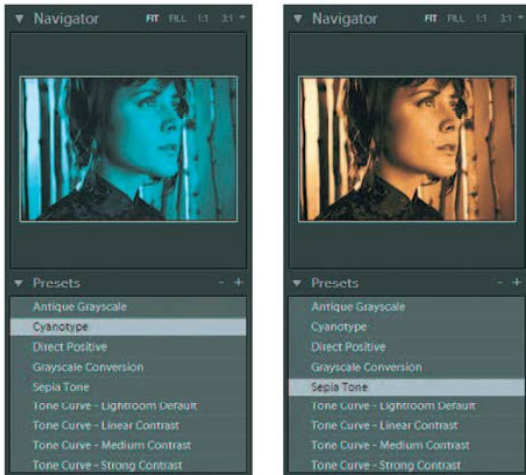 Navigator FIT FILL 1:1 3:1
Presets - +
Antique Grayscale
Cyanotype
Direct Positive
Grayscale Conversion
Sepia Tone
Tone Curve - Lightroom Default
Tone Curve - Linear Contrast
Tone Curve - Medium Contrast
Tone Curve - Strong Contrast
Navigator FIT FILL 1:1 3:1
Presets - +
Antique Grayscale
Cyanotype
Direct Positive
Grayscale Conversion
Sepia Tone
Tone Curve - Lightroom Default
Tone Curve - Linear Contrast
Tone Curve - Medium Contrast
Tone Curve - Strong Contrast